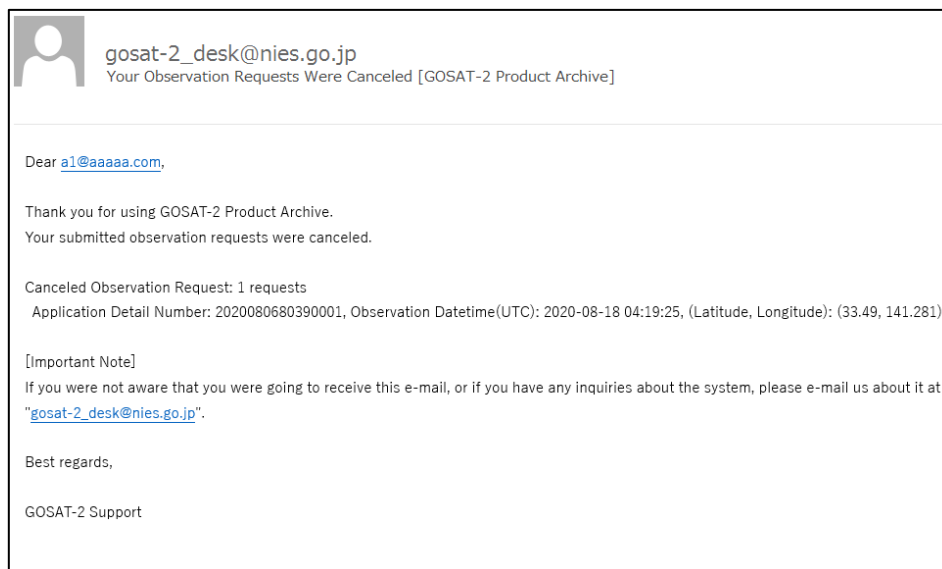 gosat-2_desk@nies.go.jp
Your Observation Requests Were Canceled [GOSAT-2 Product Archive]
Dear a1@aaaaa.com,
Thank you for using GOSAT-2 Product Archive.
Your submitted observation requests were canceled.
Canceled Observation Request: 1 requests
Application Detail Number: 2020080680390001, Observation Datetime(UTC): 2020-08-18 04:19:25, (Latitude, Longitude): (33.49, 141.281)
[Important Note]
If you were not aware that you were going to receive this e-mail, or if you have any inquiries about the system, please e-mail us about it at
"gosat-2_desk@nies.go.jp".
Best regards,
GOSAT-2 Support